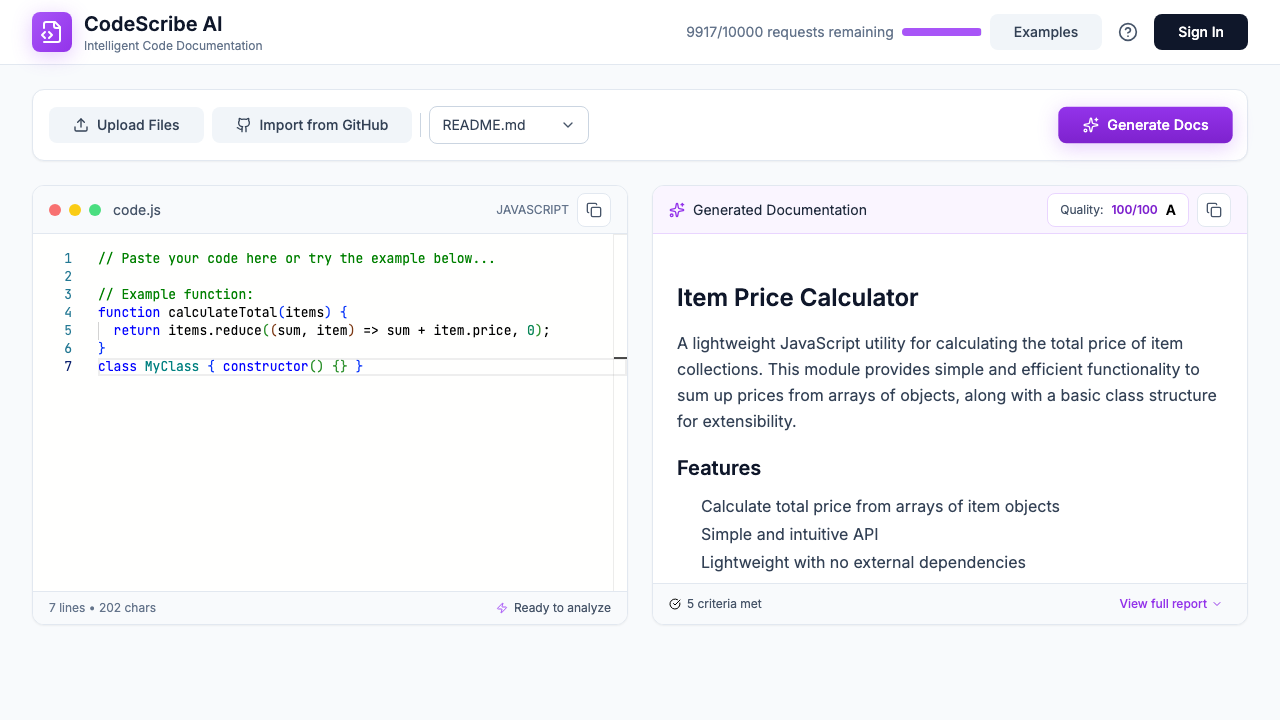 CodeScribe AI
Intelligent Code Documentation
9917/10000 requests remaining
Examples
Sign In
Upload Files
Import from GitHub
README.md
Generate Docs
code.js
JAVASCRIPT
1 // Paste your code here or try the example below...
2
3 // Example function:
4 function calculateTotal(items) {
5 return items.reduce((sum, item) => sum + item.price, 0);
6 }
7 class MyClass { constructor() {} }
7 lines • 202 chars
Ready to analyze
Generated Documentation
Quality: 100/100 A
Item Price Calculator
A lightweight JavaScript utility for calculating the total price of item
collections. This module provides simple and efficient functionality to
sum up prices from arrays of objects, along with a basic class structure
for extensibility.
Features
Calculate total price from arrays of item objects
Simple and intuitive API
Lightweight with no external dependencies
5 criteria met
View full report